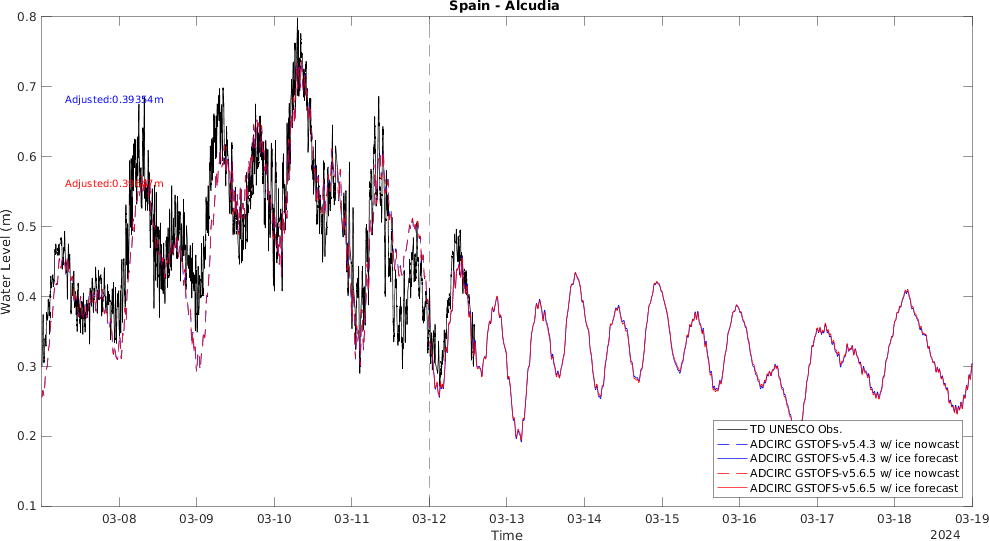 Spain - Alcudia
0.8
0.7
0.6
0.5
0.4
0.3
0.2
0.1
Water Level (m)
Adjusted:0.39354m
03-08
03-09
03-10
03-11
03-12
03-13
03-14
03-15
03-16
03-17
03-18
03-19
Time
2024
TD UNESCO Obs.
ADCIRC GSTOFS-v5.4.3 w/ ice nowcast
ADCIRC GSTOFS-v5.4.3 w/ ice forecast
ADCIRC GSTOFS-v5.6.5 w/ ice nowcast
ADCIRC GSTOFS-v5.6.5 w/ ice forecast